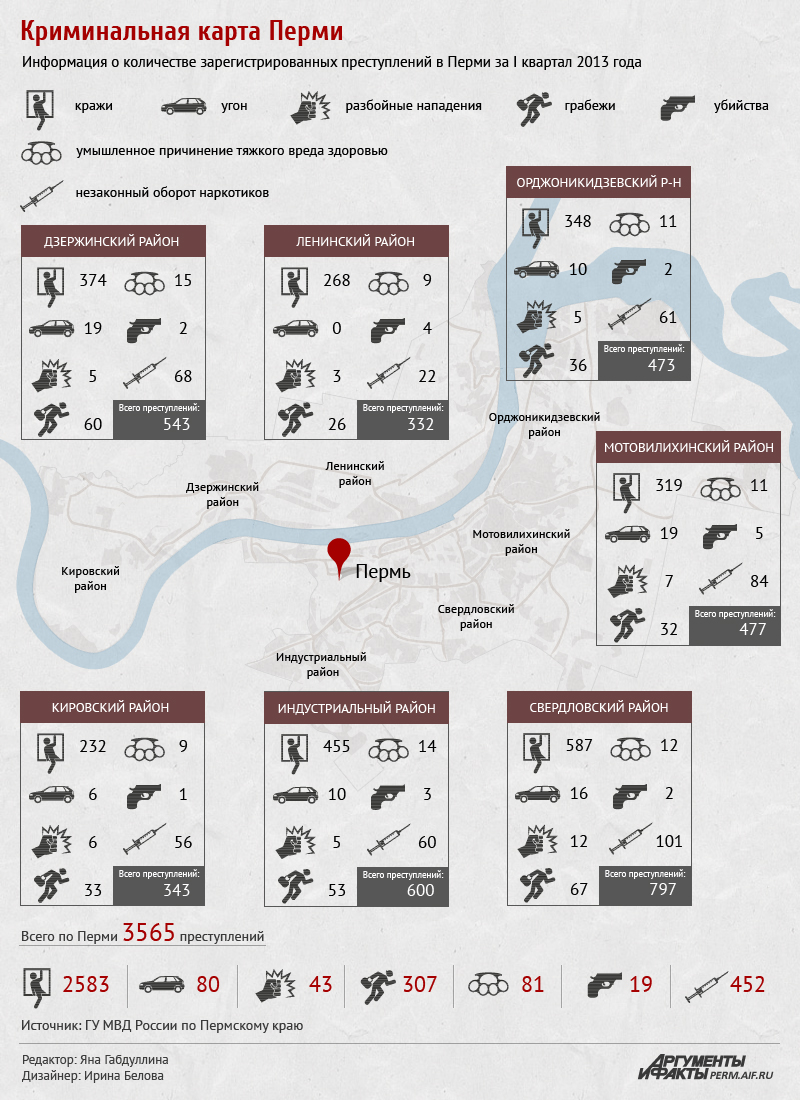 Криминальная карта Перми
Информация о количестве зарегистрированных преступлений в Перми за I квартал 2013 года
кражи угон разбойные нападения грабежи убийства
умышленное причинение тяжкого вреда здоровью
незаконный оборот наркотиков
ОРДЖОНИКИДЗЕВСКИЙ Р-Н
348 11
10 2
5 61
36
Всего преступлений:
473
ДЗЕРЖИНСКИЙ РАЙОН
374 15
19 2
5 68
60
Всего преступлений:
543
ЛЕНИНСКИЙ РАЙОН
268 9
0 4
3 22
26
Всего преступлений:
332
МОТОВИЛИХИНСКИЙ РАЙОН
319 11
19 5
7 84
32
Всего преступлений:
477
Орджоникидзевский
район
Ленинский
район
Дзержинский
район
Мотовилихинский
район
Кировский
район
Пермь
Свердловский
район
Индустриальный
район
КИРОВСКИЙ РАЙОН
232 9
6 1
6 56
33
Всего преступлений:
343
ИНДУСТРИАЛЬНЫЙ РАЙОН
455 14
10 3
5 60
53
Всего преступлений:
600
СВЕРДЛОВСКИЙ РАЙОН
587 12
16 2
12 101
67
Всего преступлений:
797
Всего по Перми 3565 преступлений
2583 80 43 307 81 19 452
Источник: ГУ МВД России по Пермскому краю
Редактор: Яна Габдуллина
Дизайнер: Ирина Белова
АРГУМЕНТЫ
И ФАКТЫ PERM.AIF.RU